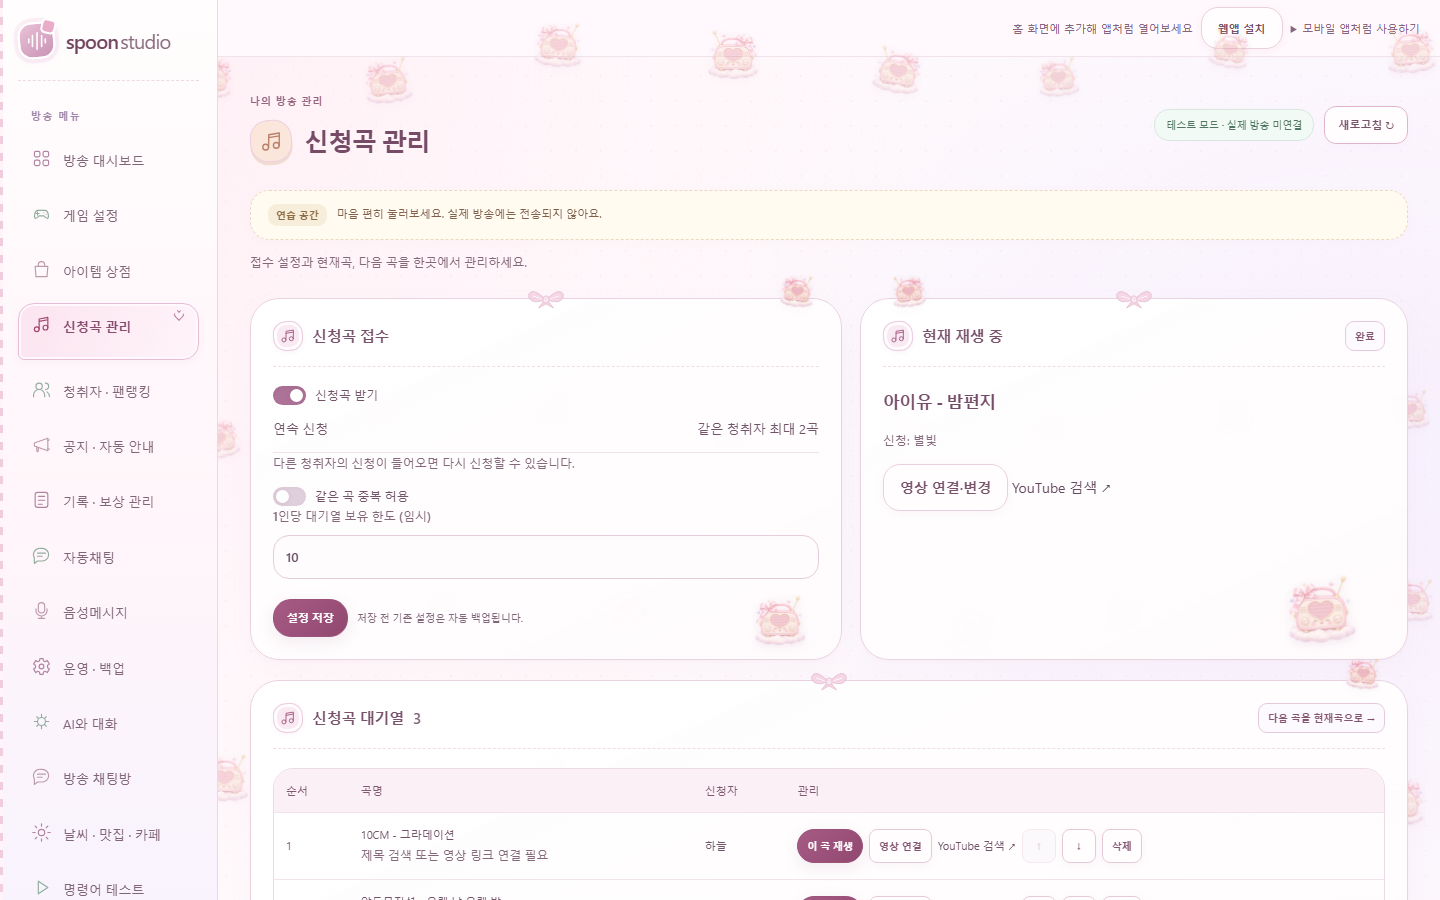 spoonstudio
홈 화면에 추가해 앱처럼 열어보세요
웹앱 설치
▶ 모바일 앱처럼 사용하기
방송 메뉴
방송 대시보드
게임 설정
아이템 상점
신청곡 관리
청취자 · 팬랭킹
공지 · 자동 안내
기록 · 보상 관리
자동채팅
음성메시지
운영 · 백업
AI와 대화
방송 채팅방
날씨 · 맛집 · 카페
명령어 테스트
나의 방송 관리
신청곡 관리
테스트 모드 · 실제 방송 미연결
새로고침 ↻
연습 공간
마음 편히 눌러보세요. 실제 방송에는 전송되지 않아요.
접수 설정과 현재곡, 다음 곡을 한곳에서 관리하세요.
신청곡 접수
신청곡 받기
연속 신청
같은 청취자 최대 2곡
다른 청취자의 신청이 들어오면 다시 신청할 수 있습니다.
같은 곡 중복 허용
1인당 대기열 보유 한도 (임시)
10
설정 저장
저장 전 기존 설정은 자동 백업됩니다.
현재 재생 중
완료
아이유 - 밤편지
신청: 별빛
영상 연결·변경
YouTube 검색 ↗
신청곡 대기열 3
다음 곡을 현재곡으로 →
순서
곡명
신청자
관리
1
10CM - 그라데이션
제목 검색 또는 영상 링크 연결 필요
하늘
이 곡 재생
영상 연결
YouTube 검색 ↗
↑
↓
삭제